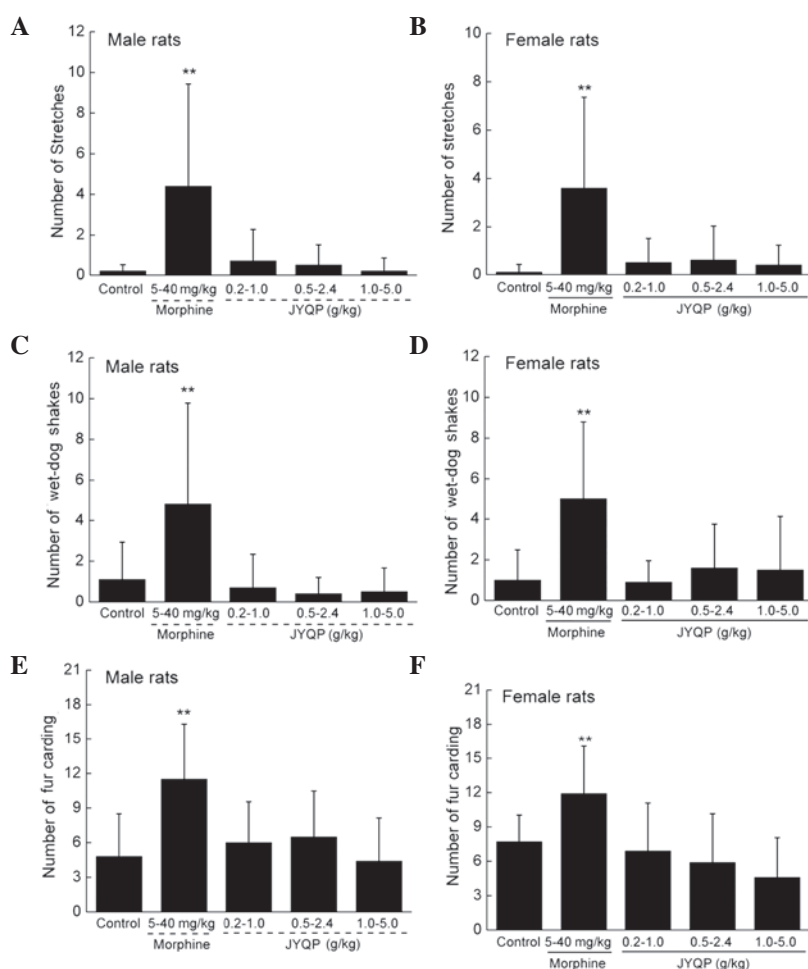 A
Male rats
Number of Stretches
12
10
8
6
4
2
0
**
Control 5-40 mg/kg 0.2-1.0 0.5-2.4 1.0-5.0
Morphine JYQP (g/kg)
B
Female rats
Number of stretches
10
8
6
4
2
0
**
Control 5-40 mg/kg 0.2-1.0 0.5-2.4 1.0-5.0
Morphine JYQP (g/kg)
C
Male rats
Number of wet-dog shakes
12
10
8
6
4
2
0
**
Control 5-40 mg/kg 0.2-1.0 0.5-2.4 1.0-5.0
Morphine JYQP (g/kg)
D
Female rats
Number of wet-dog shakes
12
10
8
6
4
2
0
**
Control 5-40 mg/kg 0.2-1.0 0.5-2.4 1.0-5.0
Morphine JYQP (g/kg)
E
Male rats
Number of fur carding
21
18
15
12
9
6
3
0
**
Control 5-40 mg/kg 0.2-1.0 0.5-2.4 1.0-5.0
Morphine JYQP (g/kg)
F
Female rats
Number of fur carding
21
18
15
12
9
6
3
0
**
Control 5-40 mg/kg 0.2-1.0 0.5-2.4 1.0-5.0
Morphine JYQP (g/kg)